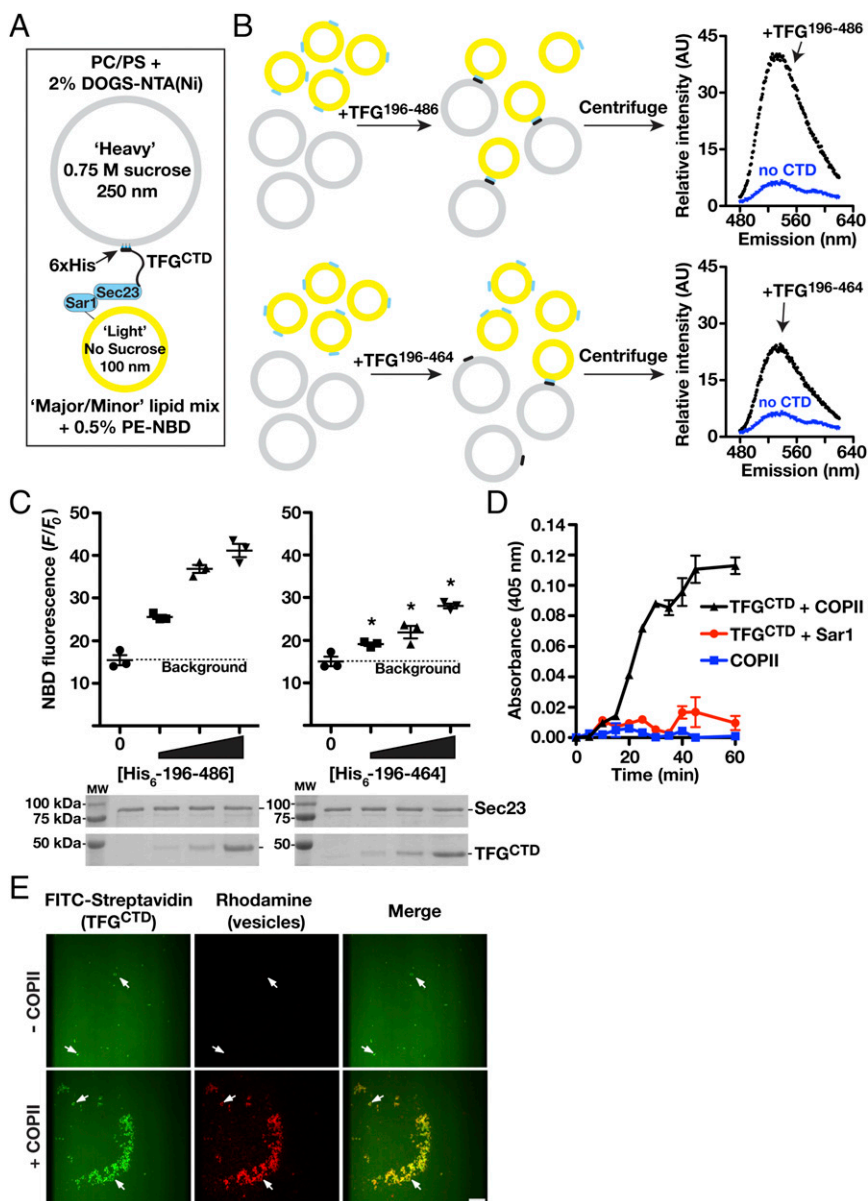 A
PC/PS +
2% DOGS-NTA(Ni)
'Heavy'
0.75 M sucrose
250 nm
6xHis
TFG^CTD
Sar1
Sec23
'Light'
No Sucrose
100 nm
'Major/Minor' lipid mix
+ 0.5% PE-NBD
B
+TFG^196-486
Centrifuge
Relative intensity (AU)
45
30
15
0
+TFG^196-486
no CTD
480
560
640
Emission (nm)
+TFG^196-464
Centrifuge
Relative intensity (AU)
45
30
15
0
+TFG^196-464
no CTD
480
560
640
Emission (nm)
C
NBD fluorescence (F/F_0)
50
40
30
20
10
Background
0
[His_6-196-486]
50
40
30
20
10
* * *
Background
0
[His_6-196-464]
MW
100 kDa
75 kDa
50 kDa
MW
100
75
Sec23
50
TFG^CTD
D
Absorbance (405 nm)
0.14
0.12
0.10
0.08
0.06
0.04
0.02
0.00
0
20
40
60
Time (min)
TFG^CTD + COPII
TFG^CTD + Sar1
COPII
E
FITC-Streptavidin
(TFG^CTD)
Rhodamine
(vesicles)
Merge
- COPII
+ COPII